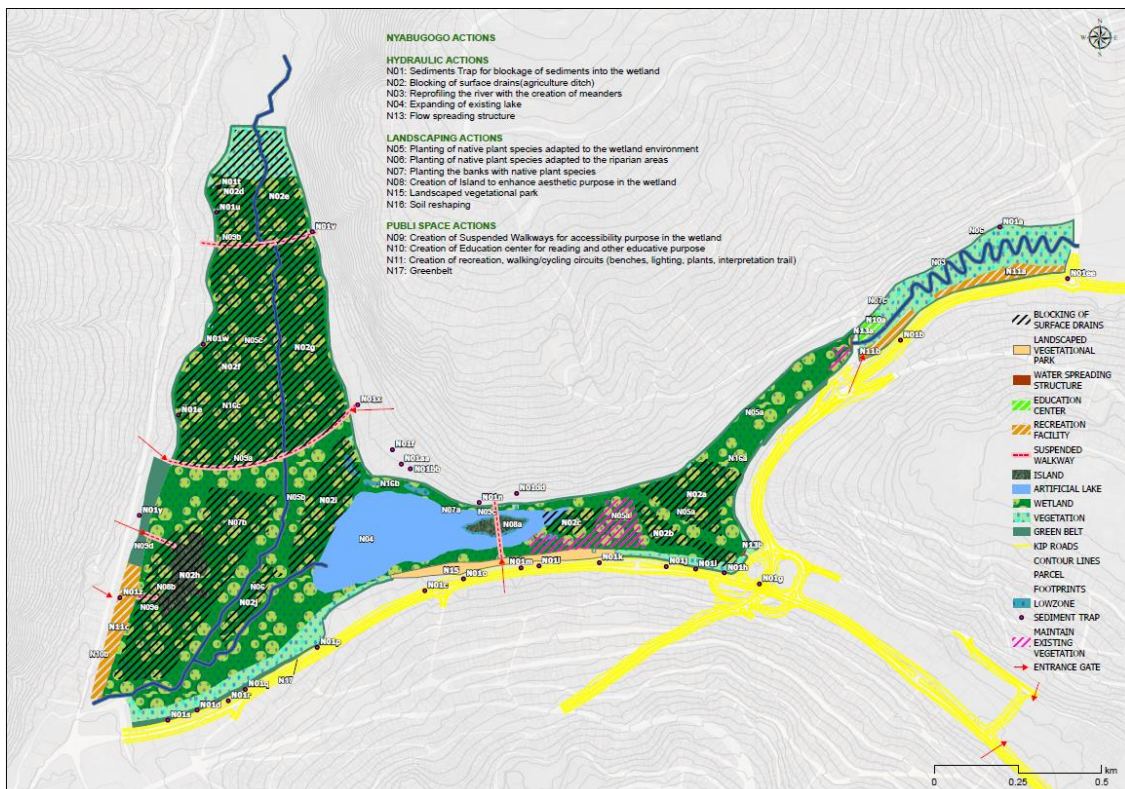 N
W
E
S
NYABUGOGO ACTIONS
HYDRAULIC ACTIONS
N01: Sediments Trap for blockage of sediments into the wetland
N02: Blocking of surface drains(agriculture ditch)
N03: Reprofiling the river with the creation of meanders
N04: Expanding of existing lake
N13: Flow spreading structure
LANDSCAPING ACTIONS
N05: Planting of native plant species adapted to the wetland environment
N06: Planting of native plant species adapted to the riparian areas
N07: Planting the banks with native plant species
N08: Creation of Island to enhance aesthetic purpose in the wetland
N15: Landscaped vegetational park
N16: Soil reshaping
PUBLI SPACE ACTIONS
N09: Creation of Suspended Walkways for accessibility purpose in the wetland
N10: Creation of Education center for reading and other educative purpose
N11: Creation of recreation, walking/cycling circuits (benches, lighting, plants, interpretation trail)
N17: Greenbelt
N01t
N02d
N02e
N01u
N01v
N09b
N01w
N05c
N02g
N02f
N16c
N01e
N01x
N09a
N01f
N01aa
N01bb
N16b
N02i
N05b
N01y
N07b
N09d
N04
N07a
N01n
N01dd
N09c
N08a
N02c
N05d
N02b
N05a
N02a
N16a
N05a
N13b
N02h
N08b
N06
N01z
N09e
N02j
N11c
N15
N01c
N01o
N01m
N01l
N01k
N01j
N01i
N01h
N01g
N01p
N17
N01q
N01r
N01d
N01s
N01a
N06
N03
N11a
N01ee
N07c
N10a
N13a
N11b
N01b
BLOCKING OF
SURFACE DRAINS
LANDSCAPED
VEGETATIONAL
PARK
WATER SPREADING
STRUCTURE
EDUCATION
CENTER
RECREATION
FACILITY
SUSPENDED
WALKWAY
ISLAND
ARTIFICIAL LAKE
WETLAND
VEGETATION
GREEN BELT
KIP ROADS
CONTOUR LINES
PARCEL
FOOTPRINTS
LOWZONE
SEDIMENT TRAP
MAINTAIN
EXISTING
VEGETATION
ENTRANCE GATE
km
0
0.25
0.5